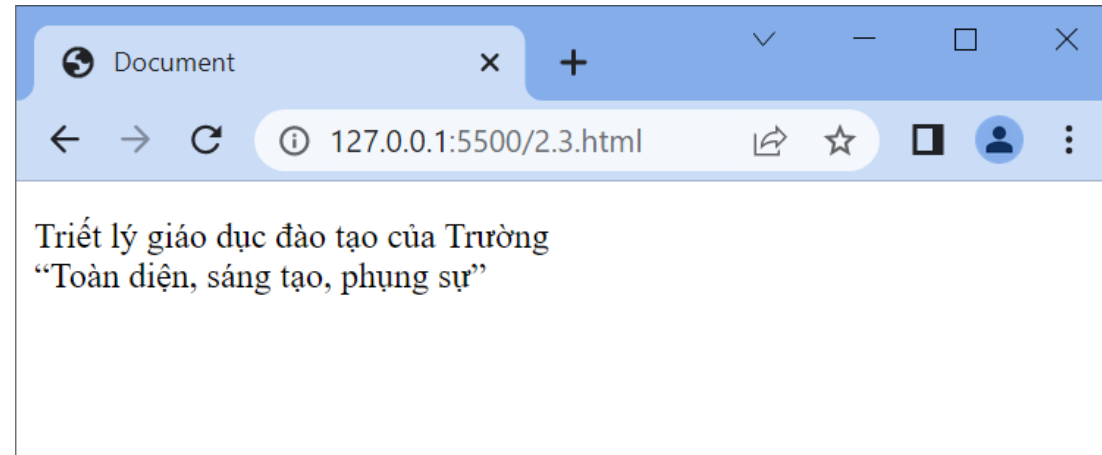 Document
127.0.0.1:5500/2.3.html
Triết lý giáo dục đào tạo của Trường
“Toàn diện, sáng tạo, phụng sự”